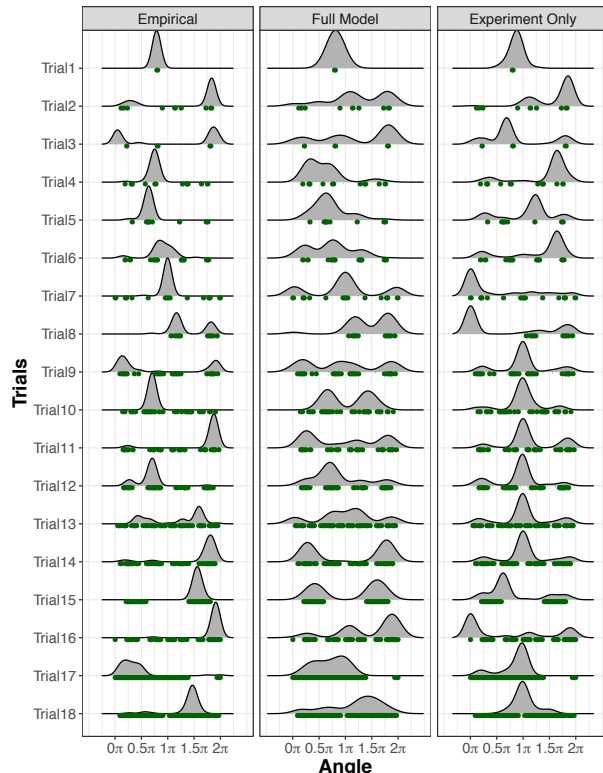 Empirical Full Model Experiment Only
Trial1
Trial2
Trial3
Trial4
Trial5
Trial6
Trial7
Trial8
Trial9
Trial10
Trial11
Trial12
Trial13
Trial14
Trial15
Trial16
Trial17
Trial18
Trials
0π 0.5π 1π 1.5π 2π 0π 0.5π 1π 1.5π 2π 0π 0.5π 1π 1.5π 2π
Angle